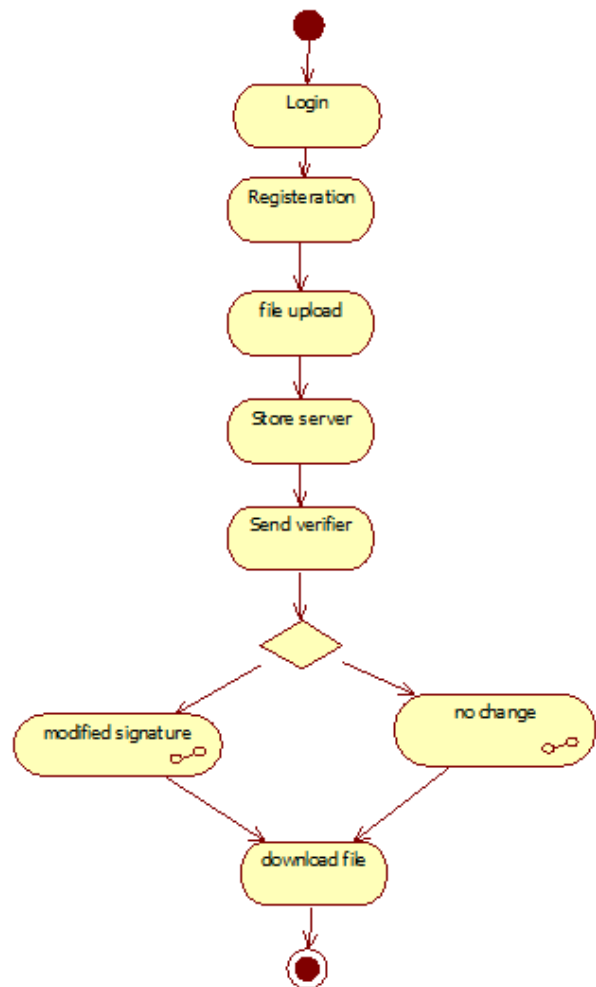 Login
Registeration
file upload
Store server
Send verifier
modified signature
no change
download file